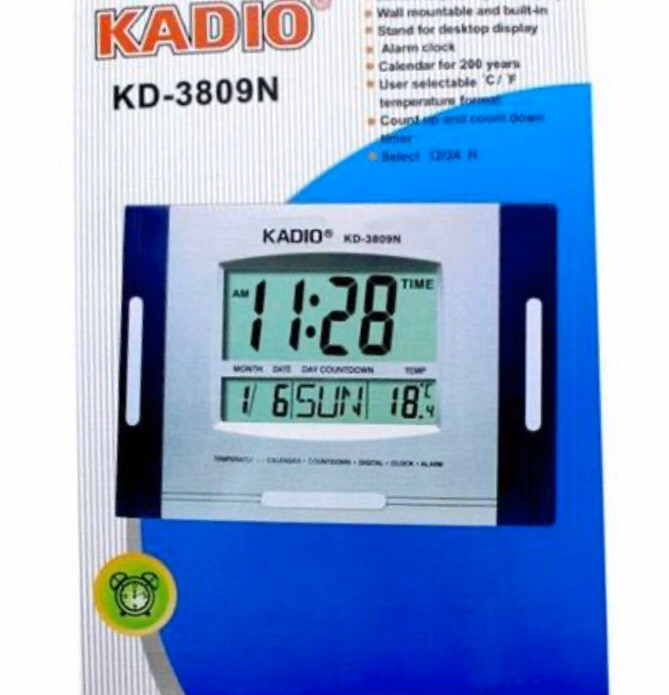 KADIO®
Wall mountable and built-in
Stand for desktop display
Alarm clock
Calendar for 200 years
User selectable °C/°F
temperature format
Count up and count down
timer
Select 12/24 H
KD-3809N
KADIO® KD-3809N
AM 11:28 TIME
MONTH DATE DAY COUNTDOWN TEMP
1/ 6 SUN 18.4 °C
CALENDAR • COUNTDOWN • DIGITAL • CLOCK • ALARM